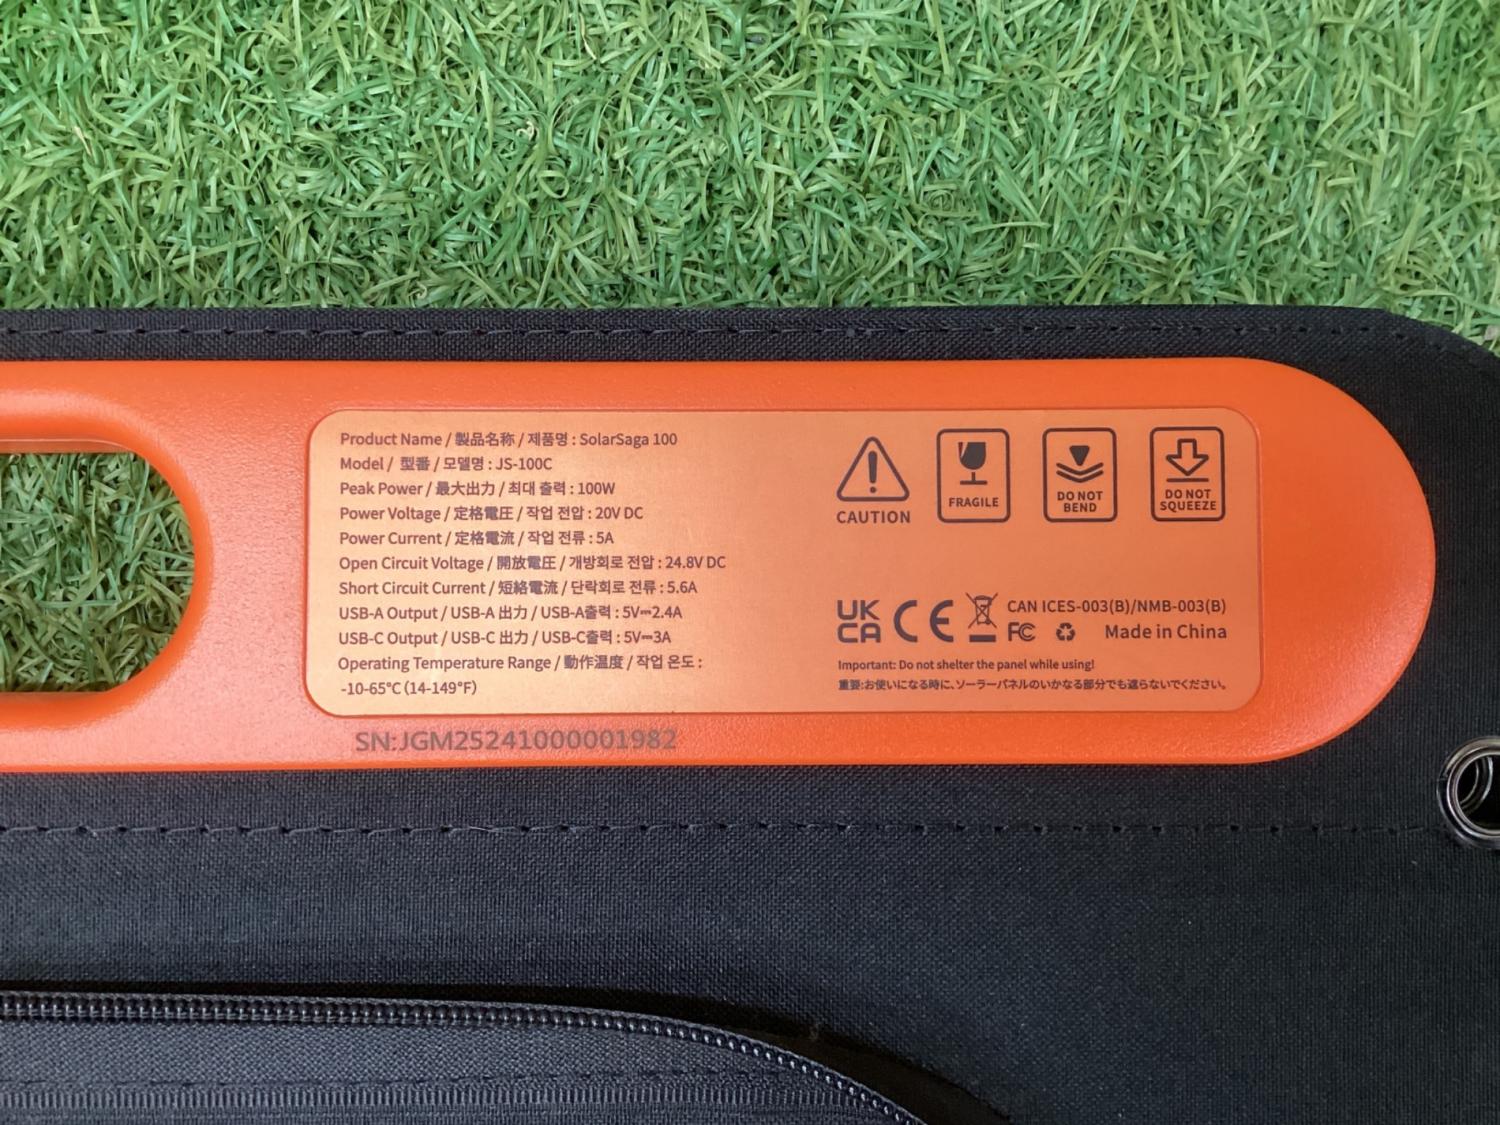 Product Name / 製品名称 / 제품명 : SolarSaga 100
Model / 型番 / 모델명 : JS-100C
Peak Power / 最大出力 / 최대 출력 : 100W
Power Voltage / 定格電圧 / 작업 전압 : 20V DC
Power Current / 定格電流 / 작업 전류 : 5A
Open Circuit Voltage / 開放電圧 / 개방회로 전압 : 24.8V DC
Short Circuit Current / 短絡電流 / 단락회로 전류 : 5.6A
USB-A Output / USB-A 出力 / USB-A출력 : 5V⎓2.4A
USB-C Output / USB-C 出力 / USB-C출력 : 5V⎓3A
Operating Temperature Range / 動作温度 / 작업 온도 :
-10-65°C (14-149°F)
SN:JGM25241000001982
CAUTION
FRAGILE
DO NOT
BEND
DO NOT
SQUEEZE
UK
CA
CE
CAN ICES-003(B)/NMB-003(B)
FC
Made in China
Important: Do not shelter the panel while using!
重要:お使いになる時に、ソーラーパネルのいかなる部分でも遮らないでください。